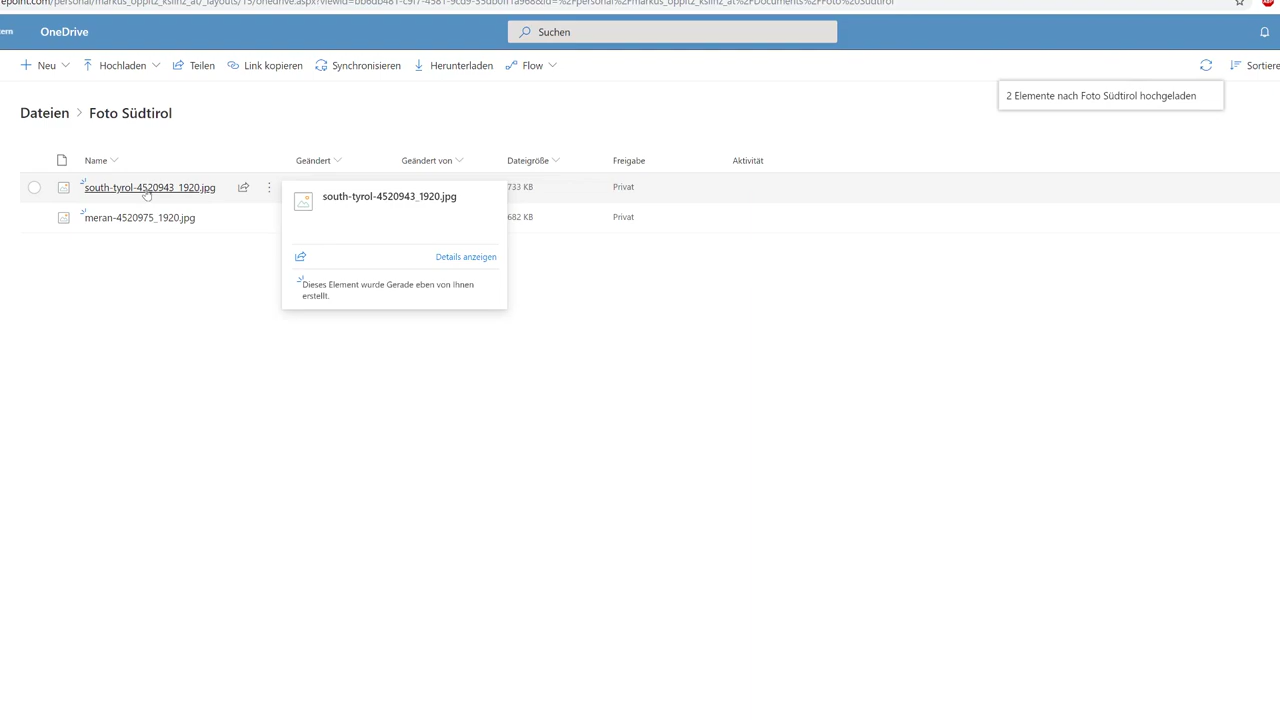 OneDrive
Suchen
Neu
Hochladen
Teilen
Link kopieren
Synchronisieren
Herunterladen
Flow
2 Elemente nach Foto Südtirol hochgeladen
Dateien > Foto Südtirol
Name
Geändert
Geändert von
Dateigröße
Freigabe
Aktivität
south-tyrol-4520943_1920.jpg
733 KB
Privat
south-tyrol-4520943_1920.jpg
meran-4520975_1920.jpg
682 KB
Privat
Details anzeigen
Dieses Element wurde Gerade eben von Ihnen
erstellt.